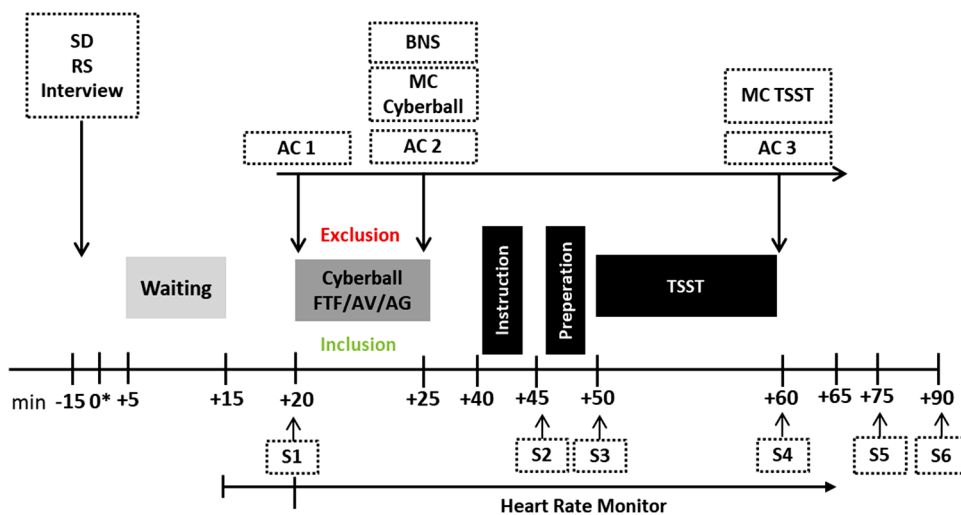 SD
RS
Interview
BNS
MC
Cyberball
MC TSST
AC 1
AC 2
AC 3
Exclusion
Waiting
Cyberball
FTF/AV/AG
Inclusion
Instruction
Preperation
TSST
min -15 0* +5 +15 +20 +25 +40 +45 +50 +60 +65 +75 +90
S1 S2 S3 S4 S5 S6
Heart Rate Monitor